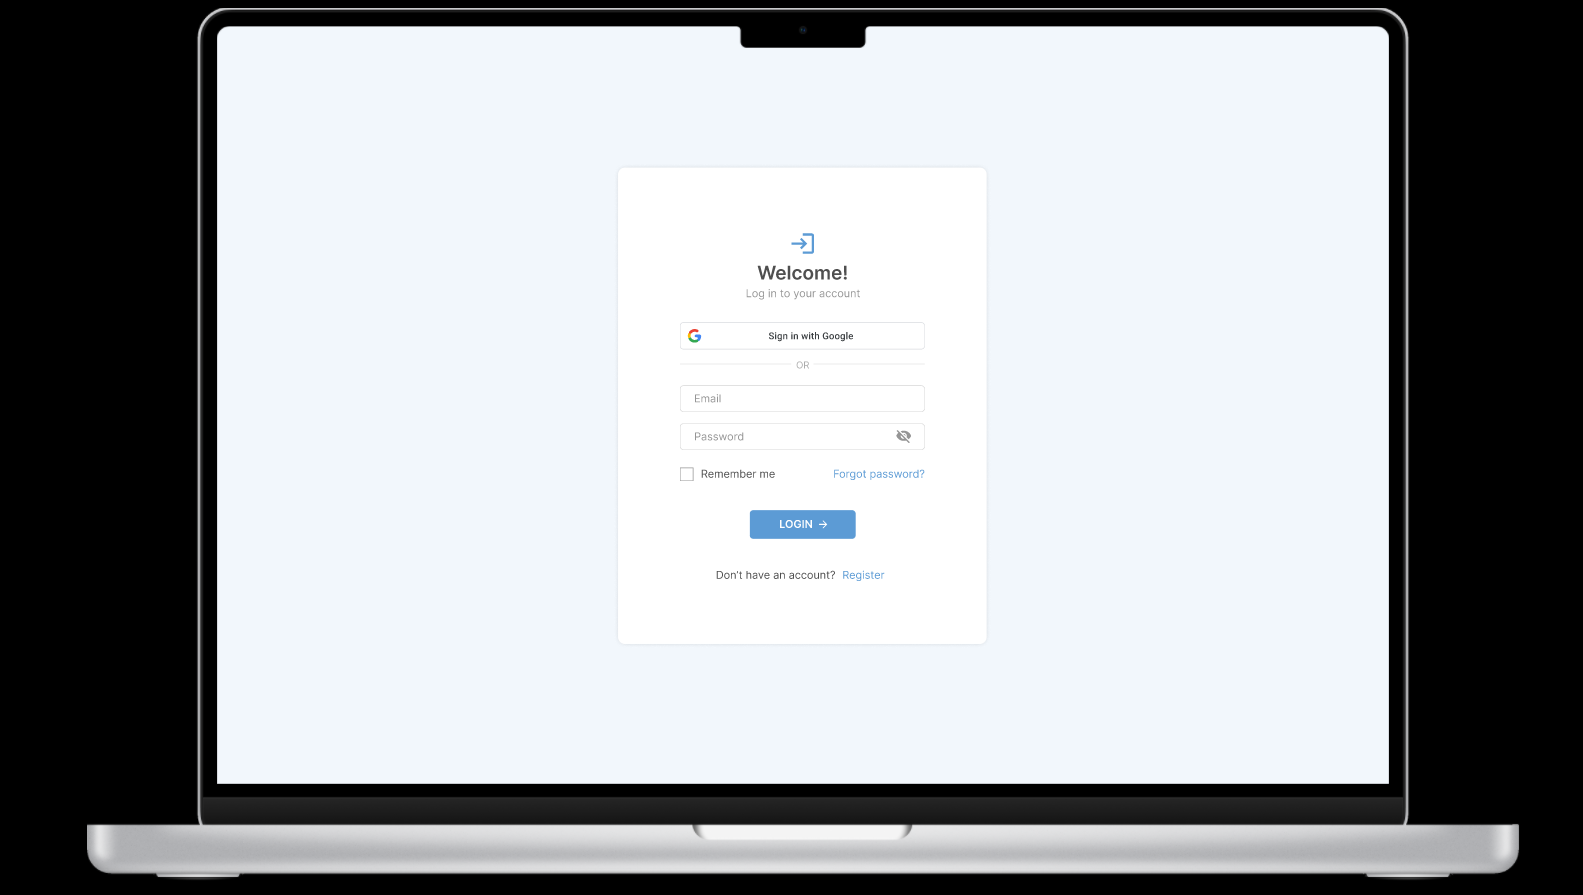 Welcome!
Log in to your account
Sign in with Google
OR
Email
Password
Remember me Forgot password?
LOGIN →
Don't have an account? Register